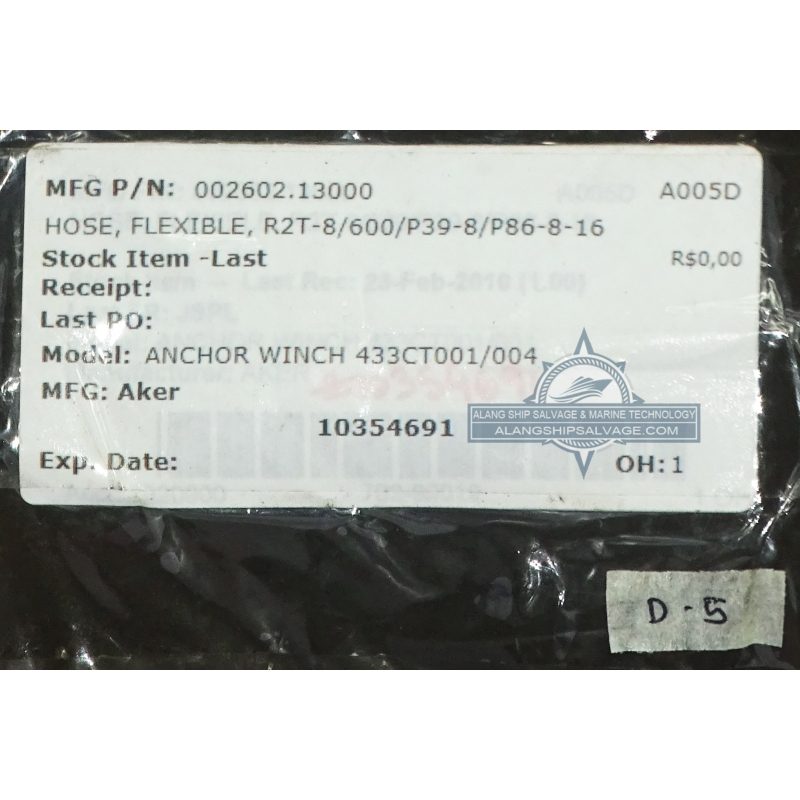 MFG P/N: 002602.13000 A005D
HOSE, FLEXIBLE, R2T-8/600/P39-8/P86-8-16
Stock Item -Last R$0,00
Receipt:
Last PO:
Model: ANCHOR WINCH 433CT001/004
MFG: Aker
ALANG SHIP SALVAGE & MARINE TECHNOLOGY
ALANGSHIPSALVAGE.COM
10354691
Exp. Date: OH: 1
D-5